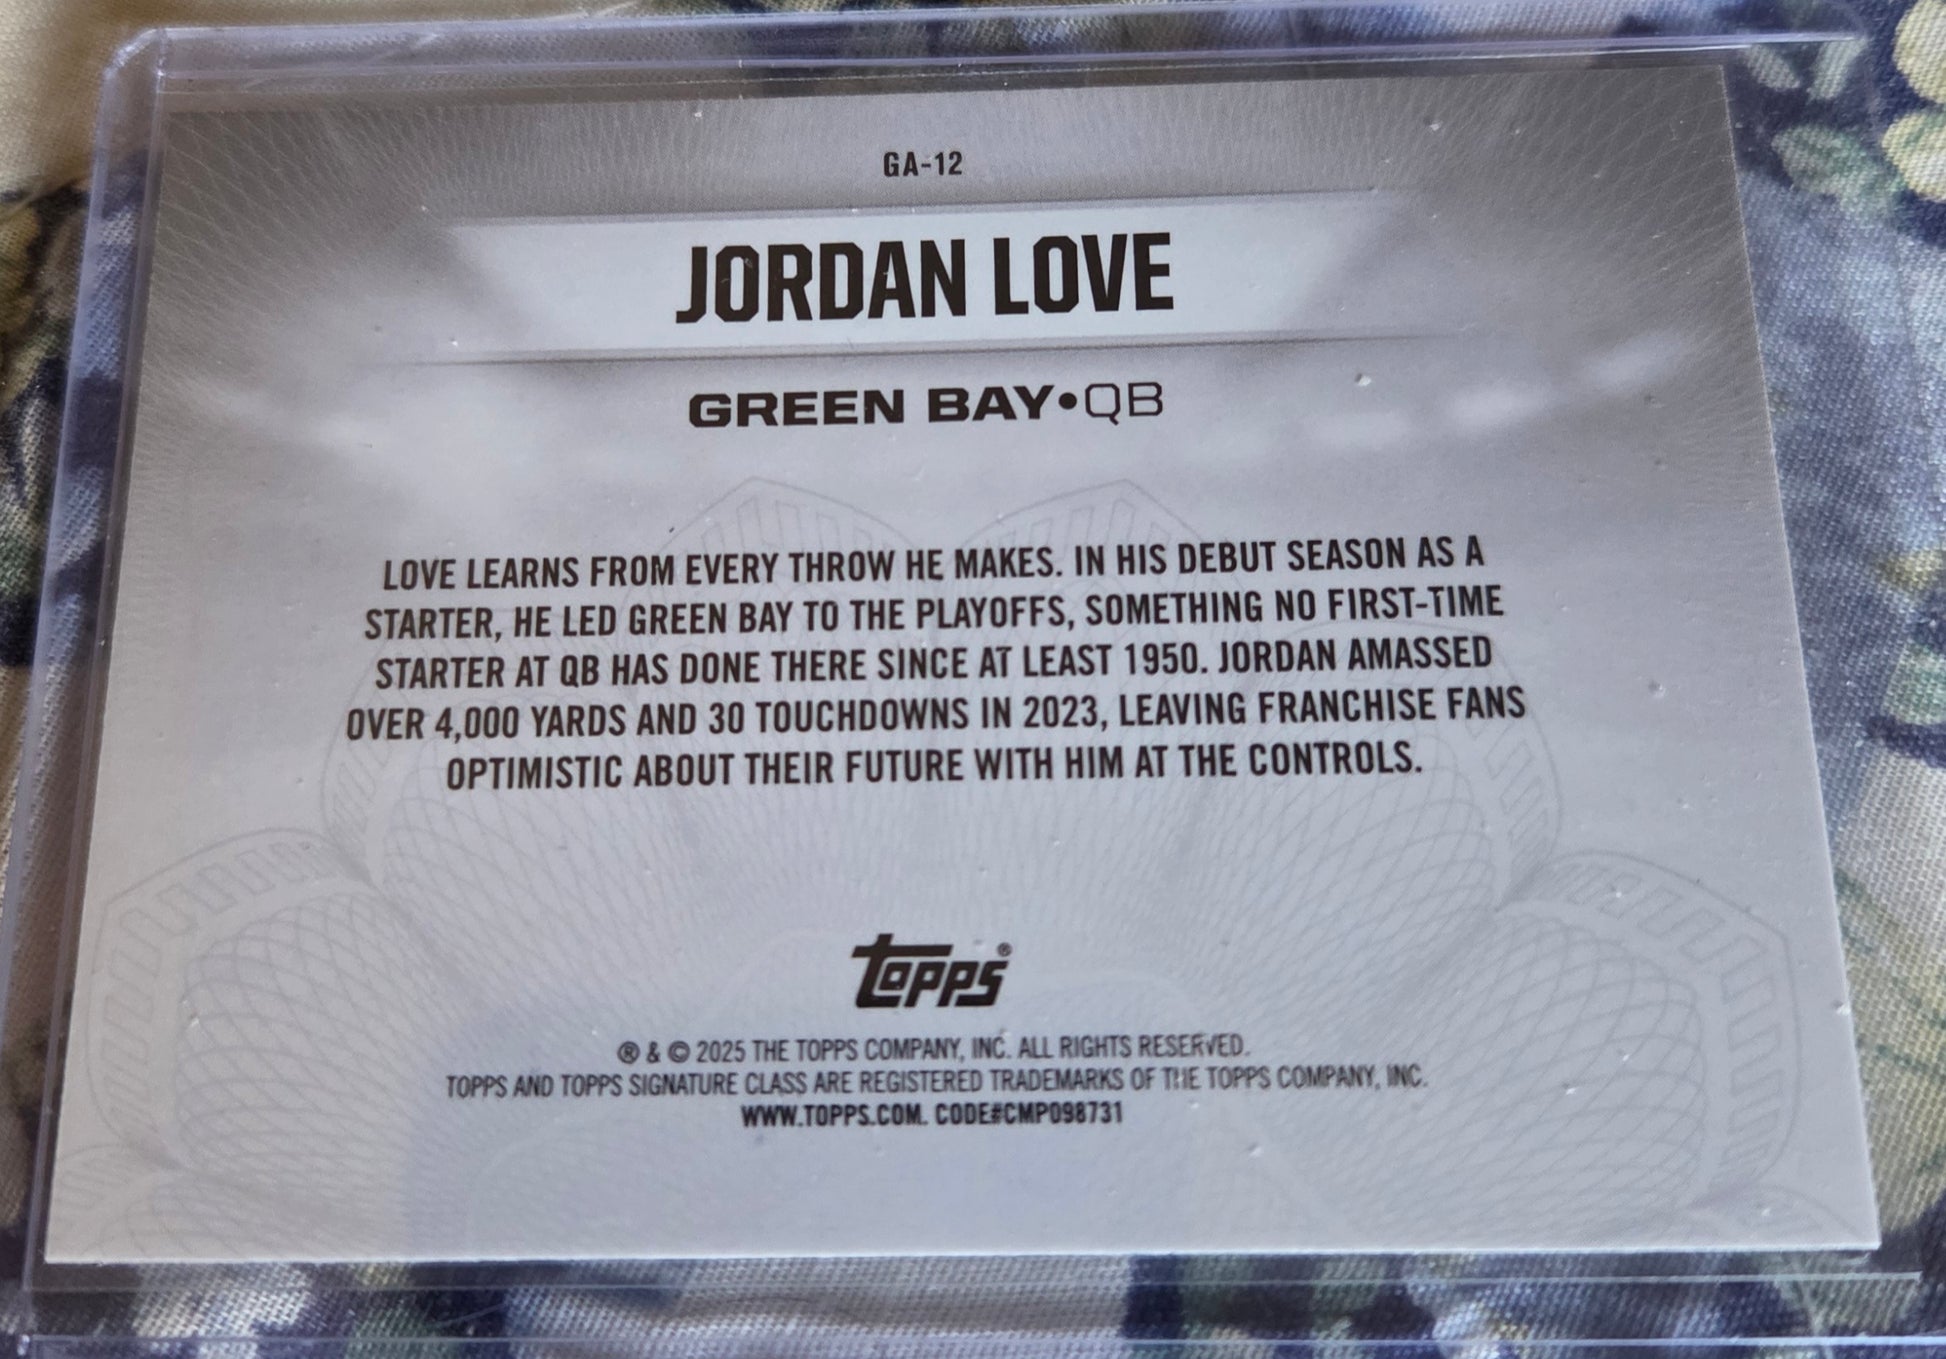 GA-12
JORDAN LOVE
GREEN BAY•QB
LOVE LEARNS FROM EVERY THROW HE MAKES. IN HIS DEBUT SEASON AS A
STARTER, HE LED GREEN BAY TO THE PLAYOFFS, SOMETHING NO FIRST-TIME
STARTER AT QB HAS DONE THERE SINCE AT LEAST 1950. JORDAN AMASSED
OVER 4,000 YARDS AND 30 TOUCHDOWNS IN 2023, LEAVING FRANCHISE FANS
OPTIMISTIC ABOUT THEIR FUTURE WITH HIM AT THE CONTROLS.
topps®
® & © 2025 THE TOPPS COMPANY, INC. ALL RIGHTS RESERVED.
TOPPS AND TOPPS SIGNATURE CLASS ARE REGISTERED TRADEMARKS OF THE TOPPS COMPANY, INC.
WWW.TOPPS.COM. CODE#CMP098731